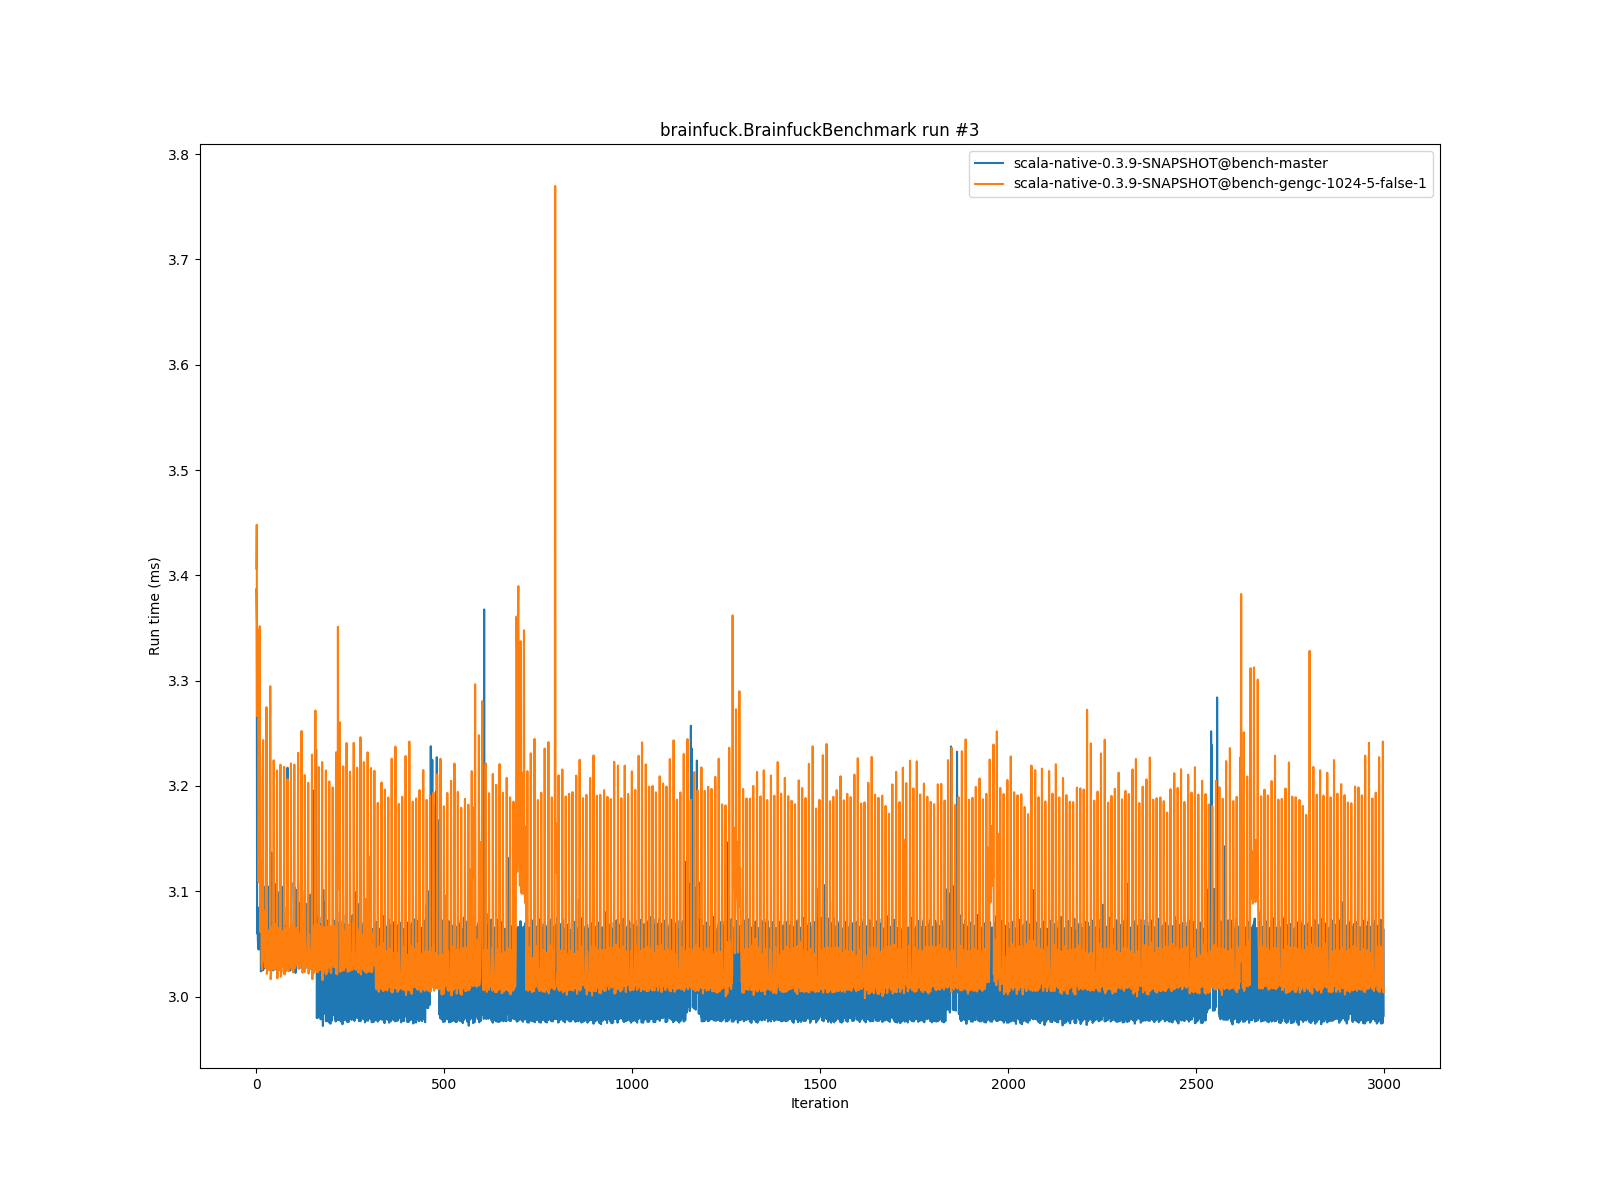 brainfuck.BrainfuckBenchmark run #3
scala-native-0.3.9-SNAPSHOT@bench-master
scala-native-0.3.9-SNAPSHOT@bench-gengc-1024-5-false-1
3.8
3.7
3.6
3.5
3.4
3.3
3.2
3.1
3.0
Run time (ms)
0 500 1000 1500 2000 2500 3000
Iteration